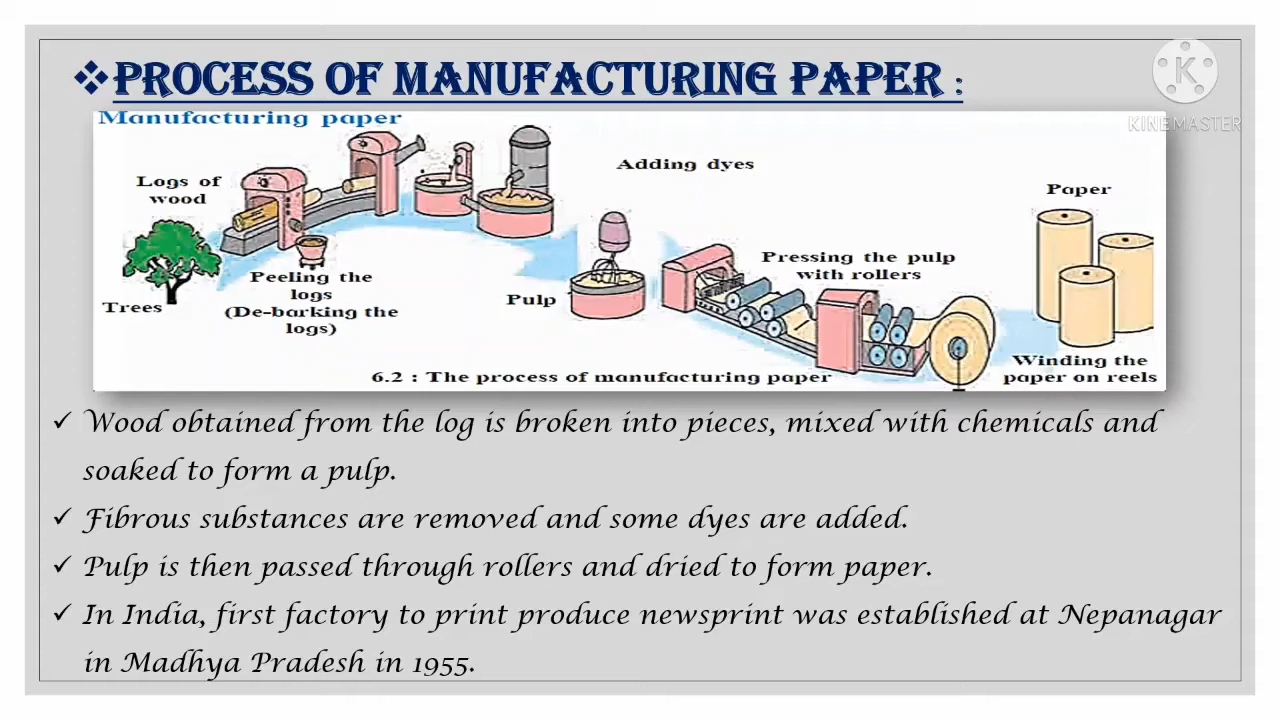 ❖PROCESS OF MANUFACTURING PAPER :
K
KINEMASTER
Manufacturing paper
Logs of
wood
Trees
Peeling the
logs
(De-barking the
logs)
Adding dyes
Pulp
Pressing the pulp
with rollers
Paper
Winding the
paper on reels
6.2 : The process of manufacturing paper
✓ Wood obtained from the log is broken into pieces, mixed with chemicals and
soaked to form a pulp.
✓ Fibrous substances are removed and some dyes are added.
✓ Pulp is then passed through rollers and dried to form paper.
✓ In India, first factory to print produce newsprint was established at Nepanagar
in Madhya Pradesh in 1955.